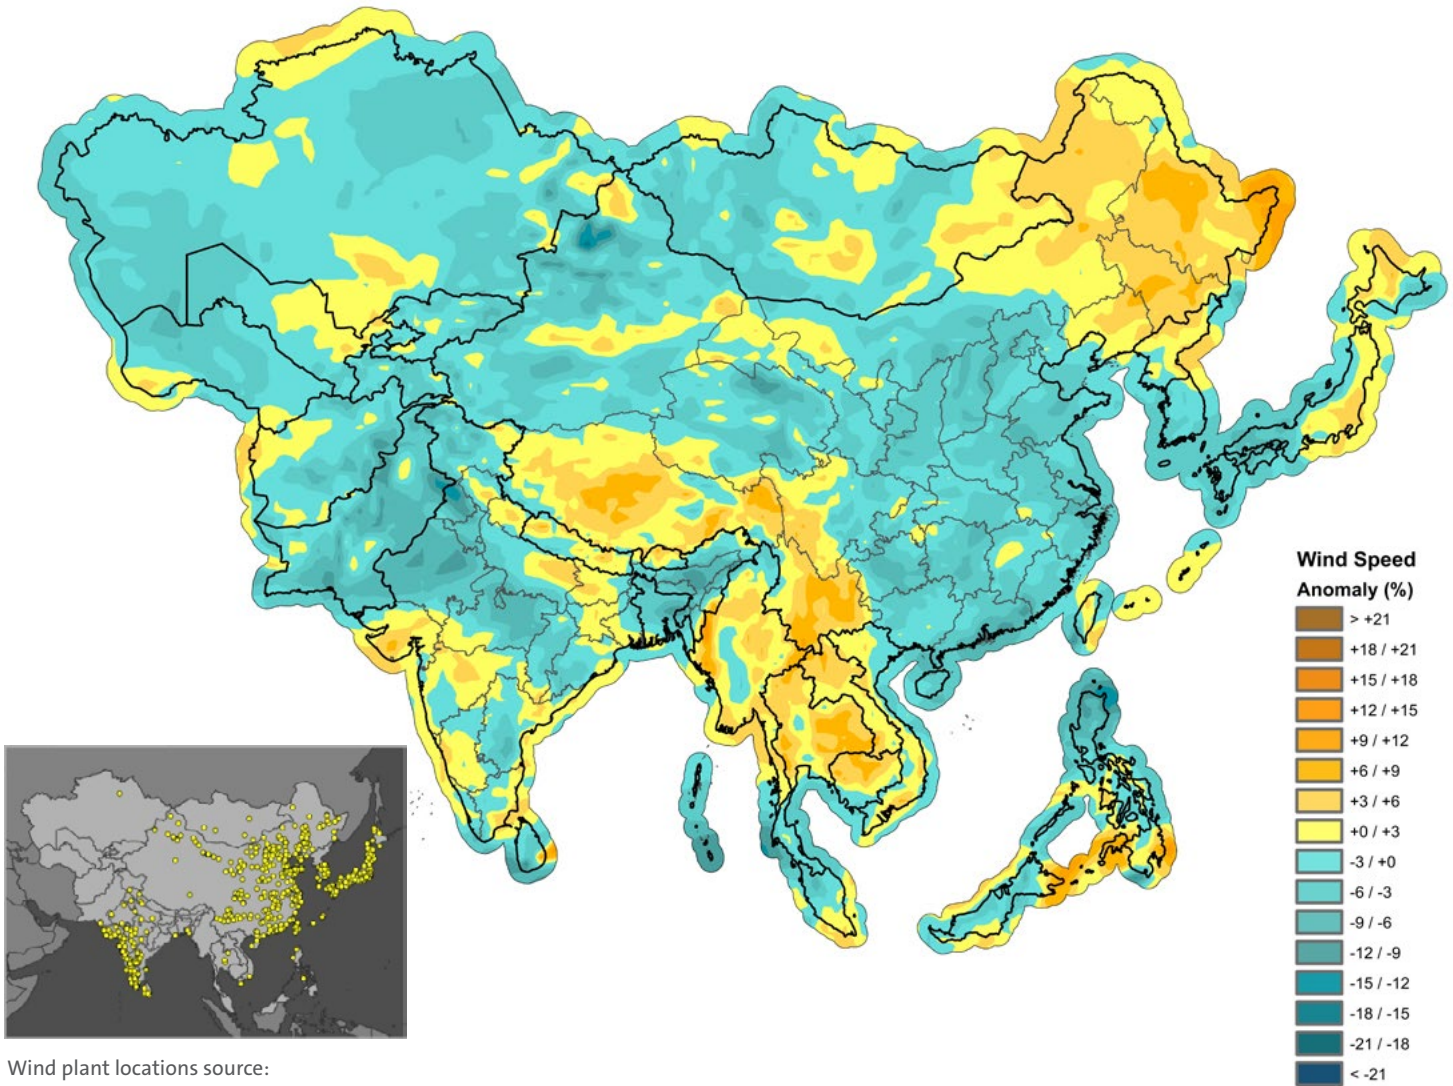 Wind Speed
Anomaly (%)
> +21
+18 / +21
+15 / +18
+12 / +15
+9 / +12
+6 / +9
+3 / +6
+0 / +3
-3 / +0
-6 / -3
-9 / -6
-12 / -9
-15 / -12
-18 / -15
-21 / -18
< -21
Wind plant locations source: